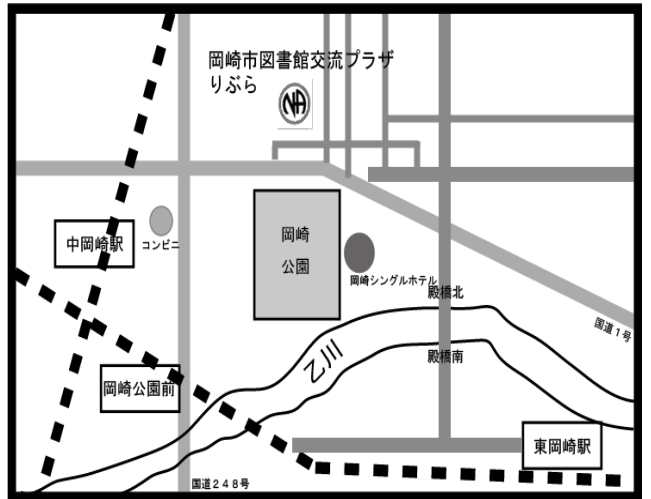 岡崎市図書館交流プラザ
りぶら
NA
中岡崎駅
コンビニ
岡崎
公園
岡崎シングルホテル
殿橋北
国道1号
殿橋南
乙川
岡崎公園前
東岡崎駅
国道248号